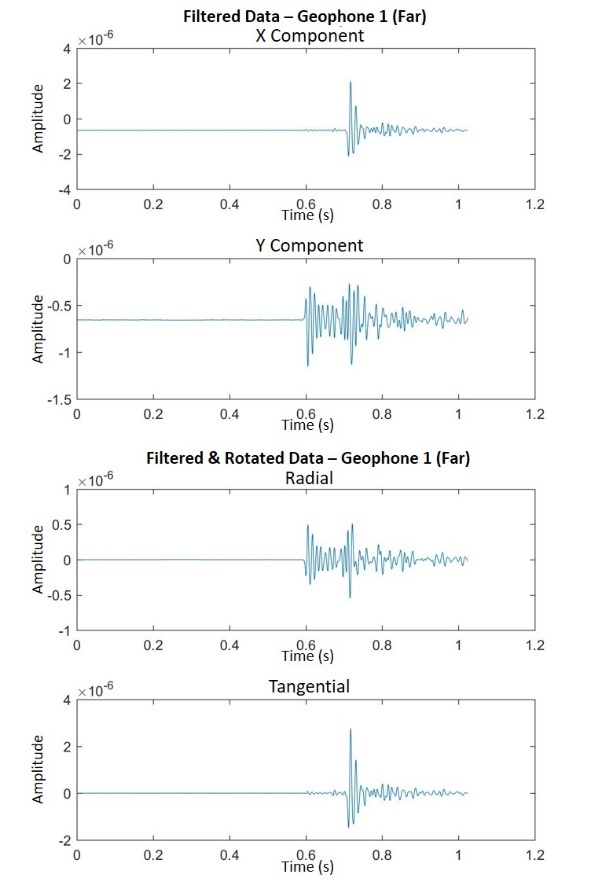 Filtered Data – Geophone 1 (Far)
X Component
×10⁻⁶
4
2
0
-2
-4
Amplitude
0 0.2 0.4 0.6 0.8 1 1.2
Time (s)
Y Component
×10⁻⁶
0
-0.5
-1
-1.5
Amplitude
0 0.2 0.4 0.6 0.8 1 1.2
Time (s)
Filtered & Rotated Data – Geophone 1 (Far)
Radial
×10⁻⁶
1
0.5
0
-0.5
-1
Amplitude
0 0.2 0.4 0.6 0.8 1 1.2
Time (s)
Tangential
×10⁻⁶
4
2
0
-2
Amplitude
0 0.2 0.4 0.6 0.8 1 1.2
Time (s)